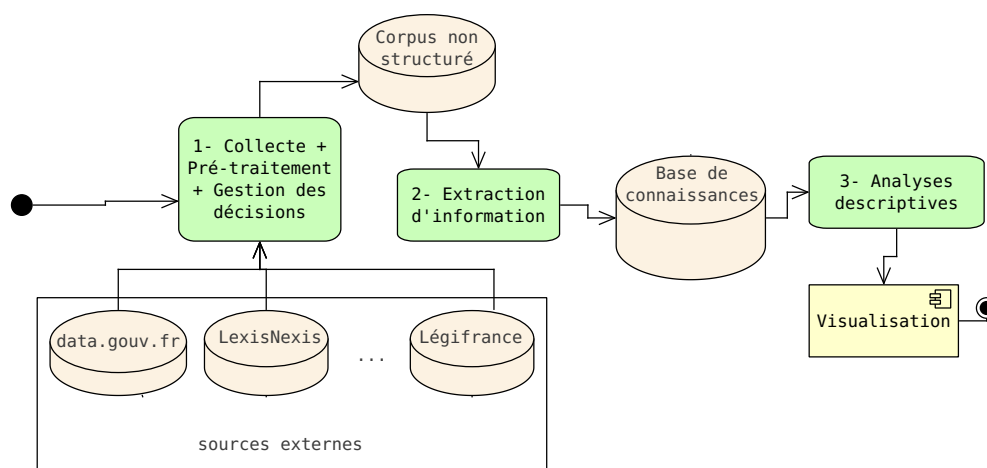 Corpus non
structuré
1- Collecte +
Pré-traitement
+ Gestion des
décisions
2- Extraction
d'information
Base de
connaissances
3- Analyses
descriptives
Visualisation
data.gouv.fr
LexisNexis
...
Légifrance
sources externes